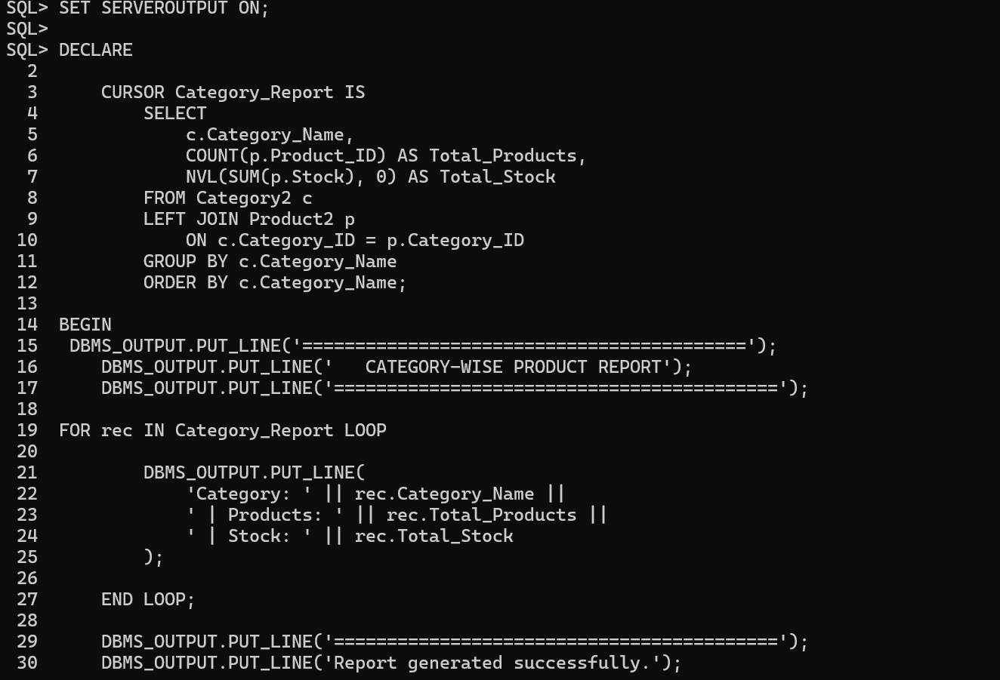 SQL> SET SERVEROUTPUT ON;
SQL>
SQL> DECLARE
  2
  3      CURSOR Category_Report IS
  4          SELECT
  5              c.Category_Name,
  6              COUNT(p.Product_ID) AS Total_Products,
  7              NVL(SUM(p.Stock), 0) AS Total_Stock
  8          FROM Category2 c
  9          LEFT JOIN Product2 p
 10              ON c.Category_ID = p.Category_ID
 11          GROUP BY c.Category_Name
 12          ORDER BY c.Category_Name;
 13
 14  BEGIN
 15   DBMS_OUTPUT.PUT_LINE('==========================================');
 16      DBMS_OUTPUT.PUT_LINE('   CATEGORY-WISE PRODUCT REPORT');
 17      DBMS_OUTPUT.PUT_LINE('==========================================');
 18
 19  FOR rec IN Category_Report LOOP
 20
 21          DBMS_OUTPUT.PUT_LINE(
 22              'Category: ' || rec.Category_Name ||
 23              ' | Products: ' || rec.Total_Products ||
 24              ' | Stock: ' || rec.Total_Stock
 25          );
 26
 27      END LOOP;
 28
 29      DBMS_OUTPUT.PUT_LINE('==========================================');
 30      DBMS_OUTPUT.PUT_LINE('Report generated successfully.');